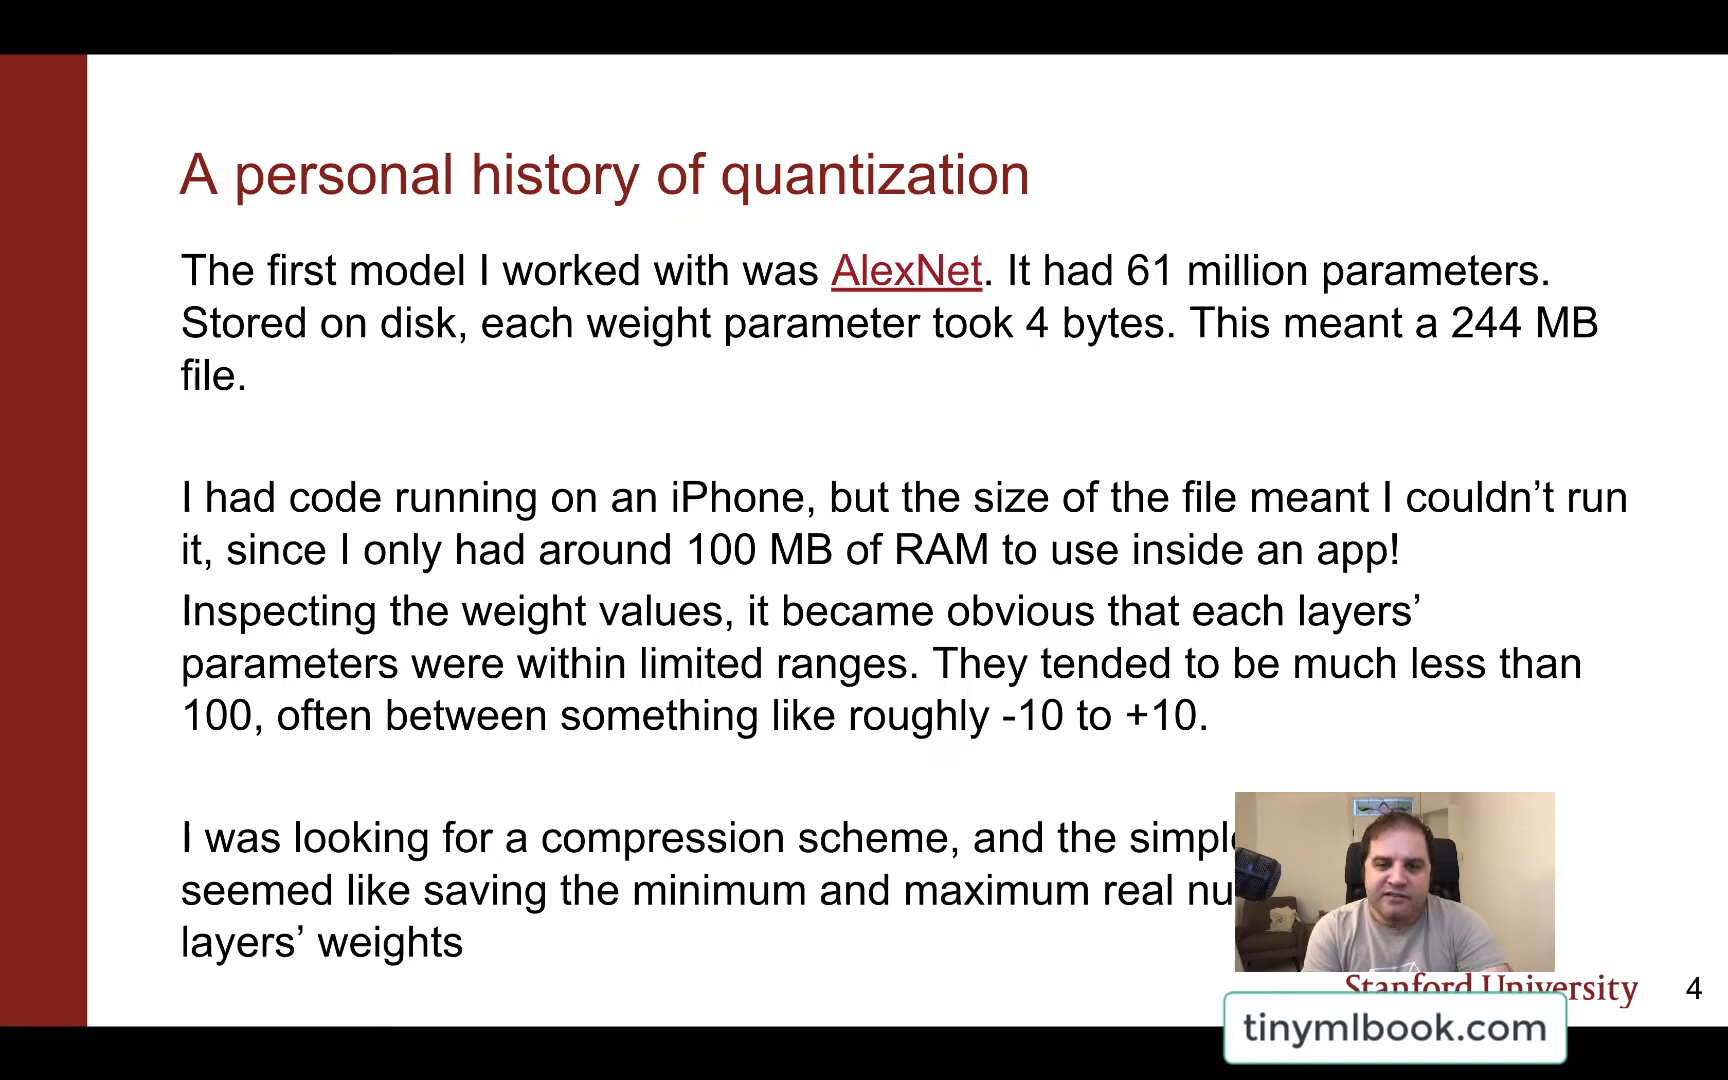 A personal history of quantization
The first model I worked with was AlexNet. It had 61 million parameters.
Stored on disk, each weight parameter took 4 bytes. This meant a 244 MB
file.
I had code running on an iPhone, but the size of the file meant I couldn’t run
it, since I only had around 100 MB of RAM to use inside an app!
Inspecting the weight values, it became obvious that each layers’
parameters were within limited ranges. They tended to be much less than
100, often between something like roughly -10 to +10.
I was looking for a compression scheme, and the
seemed like saving the minimum and maximum real
layers’ weights
Stanford University
4
tinymlbook.com